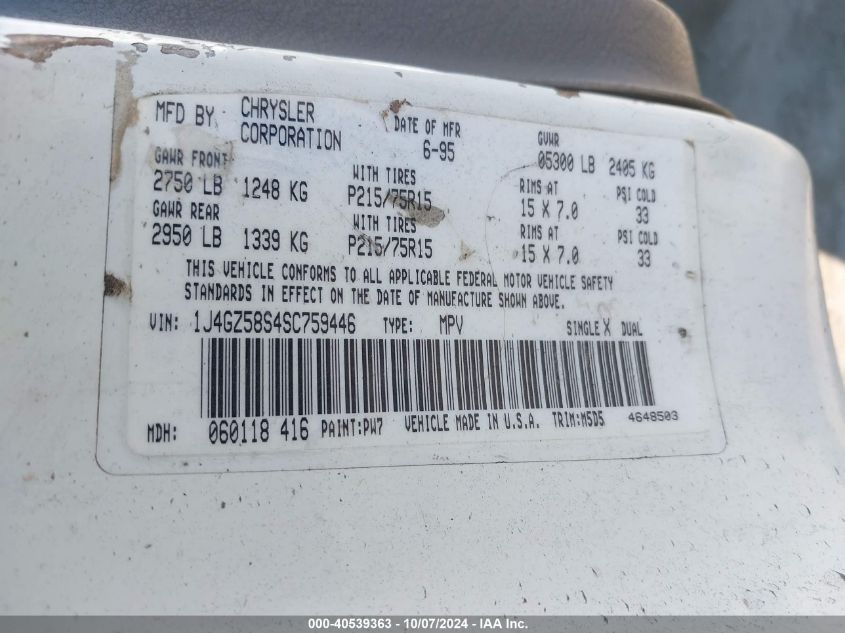 MFD BY: CHRYSLER CORPORATION DATE OF MFR 6-95 GVWR 05300 LB 2405 KG
GAWR FRONT WITH TIRES RIMS AT PSI COLD
2750 LB 1248 KG P215/75R15 15 X 7.0 33
GAWR REAR WITH TIRES RIMS AT PSI COLD
2950 LB 1339 KG P215/75R15 15 X 7.0 33
THIS VEHICLE CONFORMS TO ALL APPLICABLE FEDERAL MOTOR VEHICLE SAFETY
STANDARDS IN EFFECT ON THE DATE OF MANUFACTURE SHOWN ABOVE.
VIN: 1J4GZ58S4SC759446 TYPE: MPV SINGLE X DUAL
MDH: 060118 416 PAINT:PW7 VEHICLE MADE IN U.S.A. TRIM:M5D5 4648503
000-40539363 - 10/07/2024 - IAA Inc.